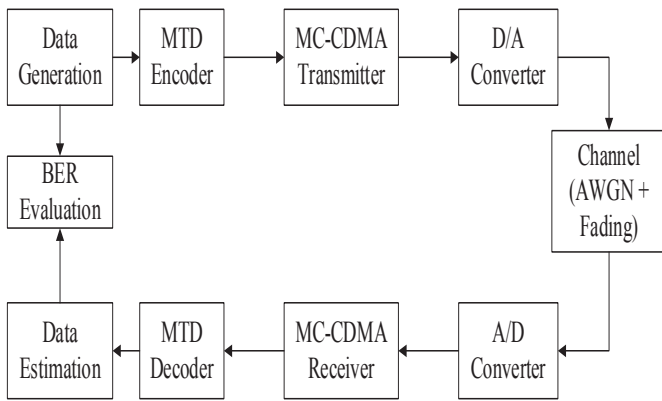 Data
Generation
MTD
Encoder
MC-CDMA
Transmitter
D/A
Converter
Channel
(AWGN +
Fading)
BER
Evaluation
Data
Estimation
MTD
Decoder
MC-CDMA
Receiver
A/D
Converter